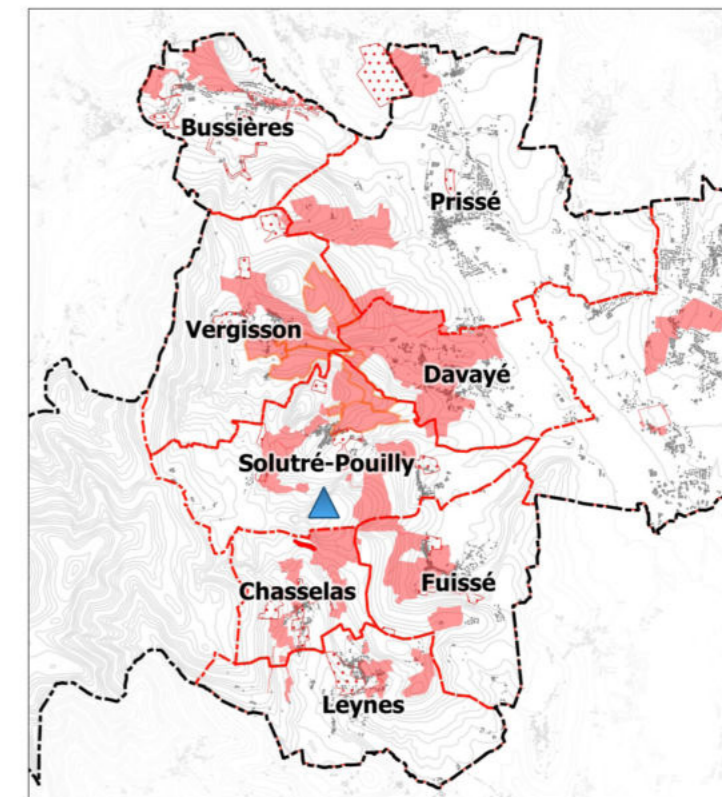 Bussières
Prissé
Vergisson
Davayé
Solutré-Pouilly
Chasselas
Fuissé
Leynes